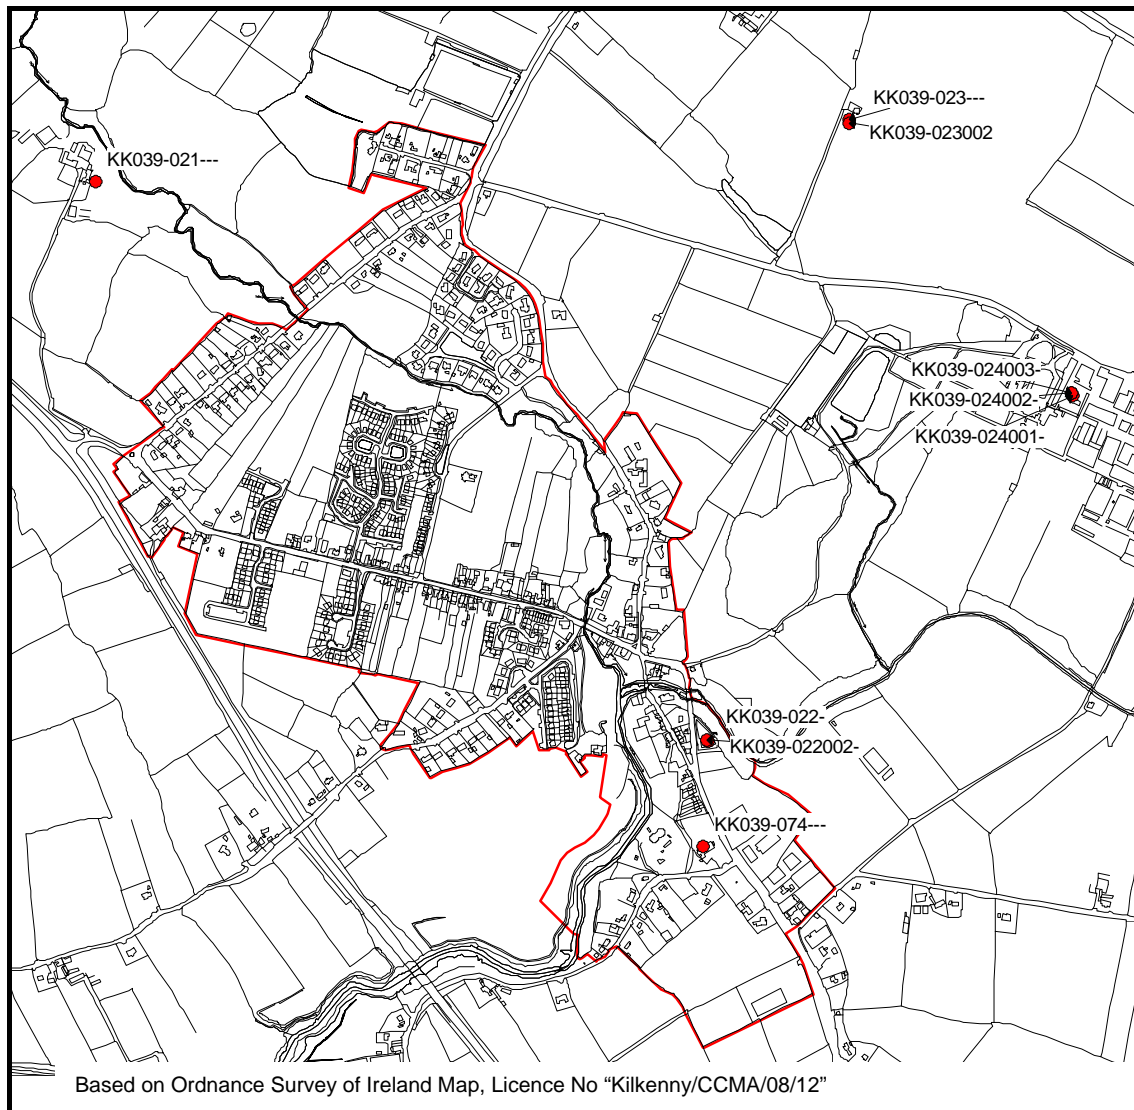 KK039-023---
KK039-023002
KK039-021---
KK039-024003-
KK039-024002-
KK039-024001-
KK039-022-
KK039-022002-
KK039-074---
Based on Ordnance Survey of Ireland Map, Licence No “Kilkenny/CCMA/08/12”